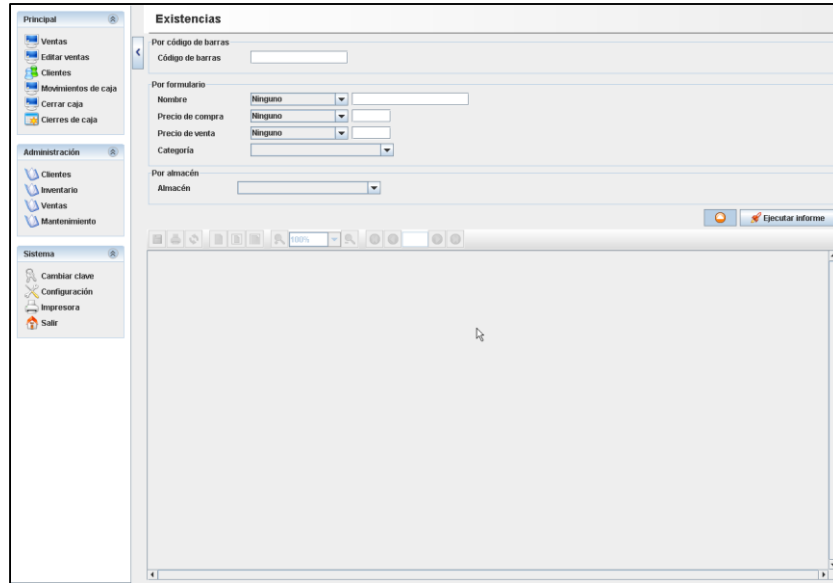 Principal
Ventas
Editar ventas
Clientes
Movimientos de caja
Cerrar caja
Cierres de caja
Administración
Clientes
Inventario
Ventas
Mantenimiento
Sistema
Cambiar clave
Configuración
Impresora
Salir
Existencias
Por código de barras
Código de barras
Por formulario
Nombre Ninguno
Precio de compra Ninguno
Precio de venta Ninguno
Categoría
Por almacén
Almacén
Ejecutar informe
100%